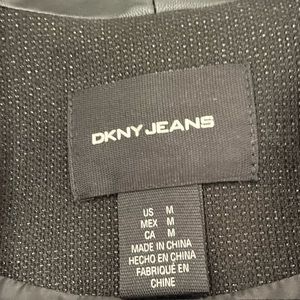 DKNY JEANS
US M
MEX M
CA M
MADE IN CHINA
HECHO EN CHINA
FABRIQUÉ EN
CHINE